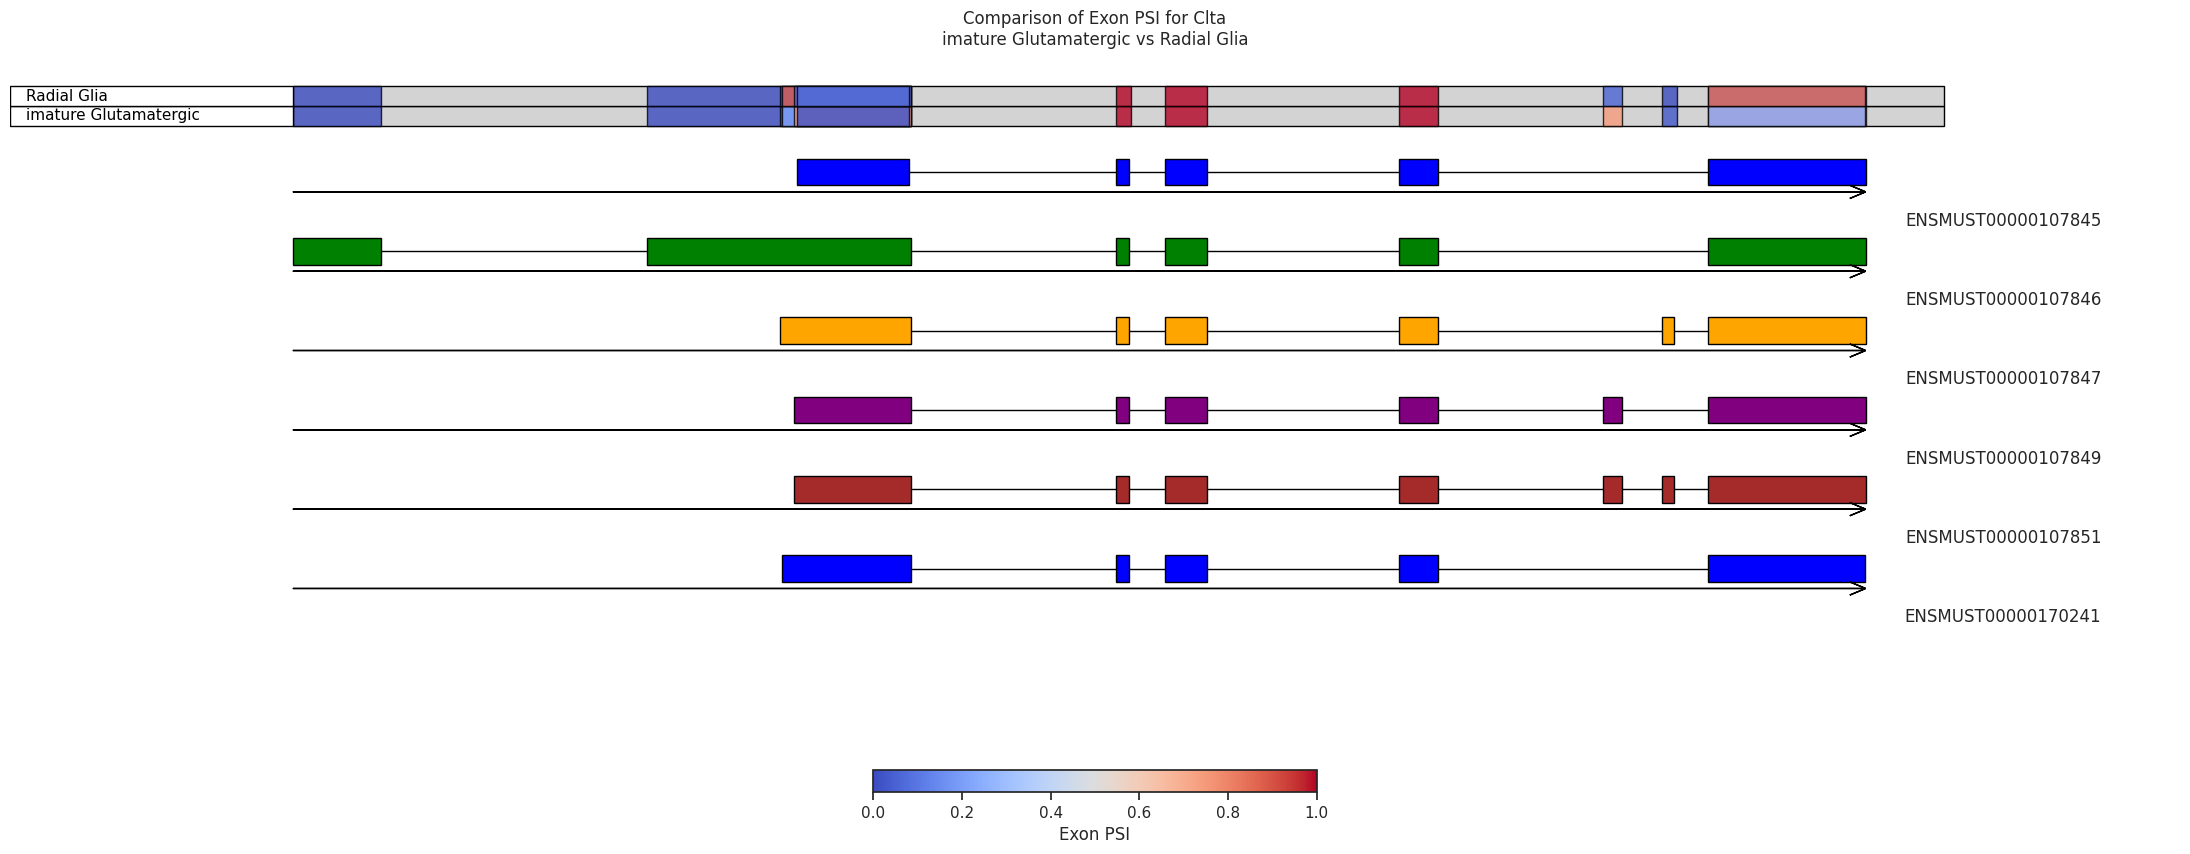 Comparison of Exon PSI for Clta
imature Glutamatergic vs Radial Glia
Radial Glia
imature Glutamatergic
ENSMUST00000107845
ENSMUST00000107846
ENSMUST00000107847
ENSMUST00000107849
ENSMUST00000107851
ENSMUST00000170241
0.0 0.2 0.4 0.6 0.8 1.0
Exon PSI